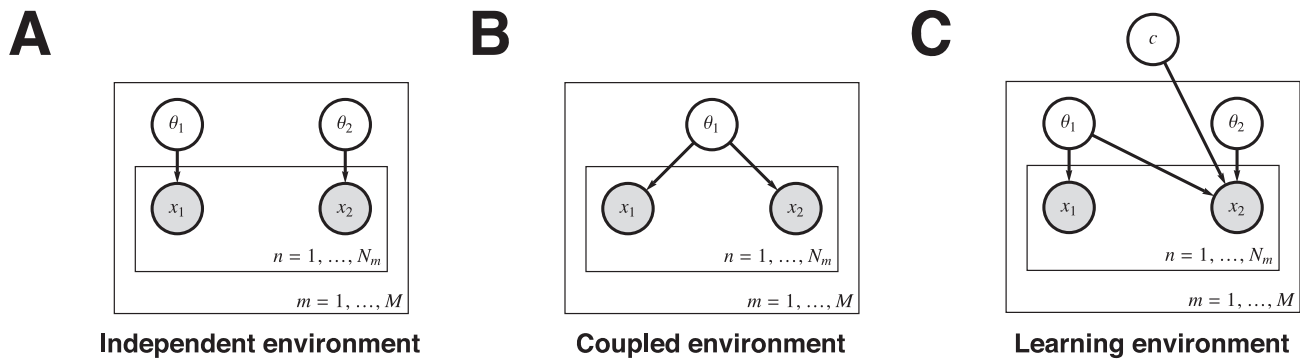 A
B
C
c
θ1
θ2
x1
x2
n = 1, …, Nm
m = 1, …, M
Independent environment
θ1
x1
x2
n = 1, …, Nm
m = 1, …, M
Coupled environment
θ1
θ2
x1
x2
n = 1, …, Nm
m = 1, …, M
Learning environment